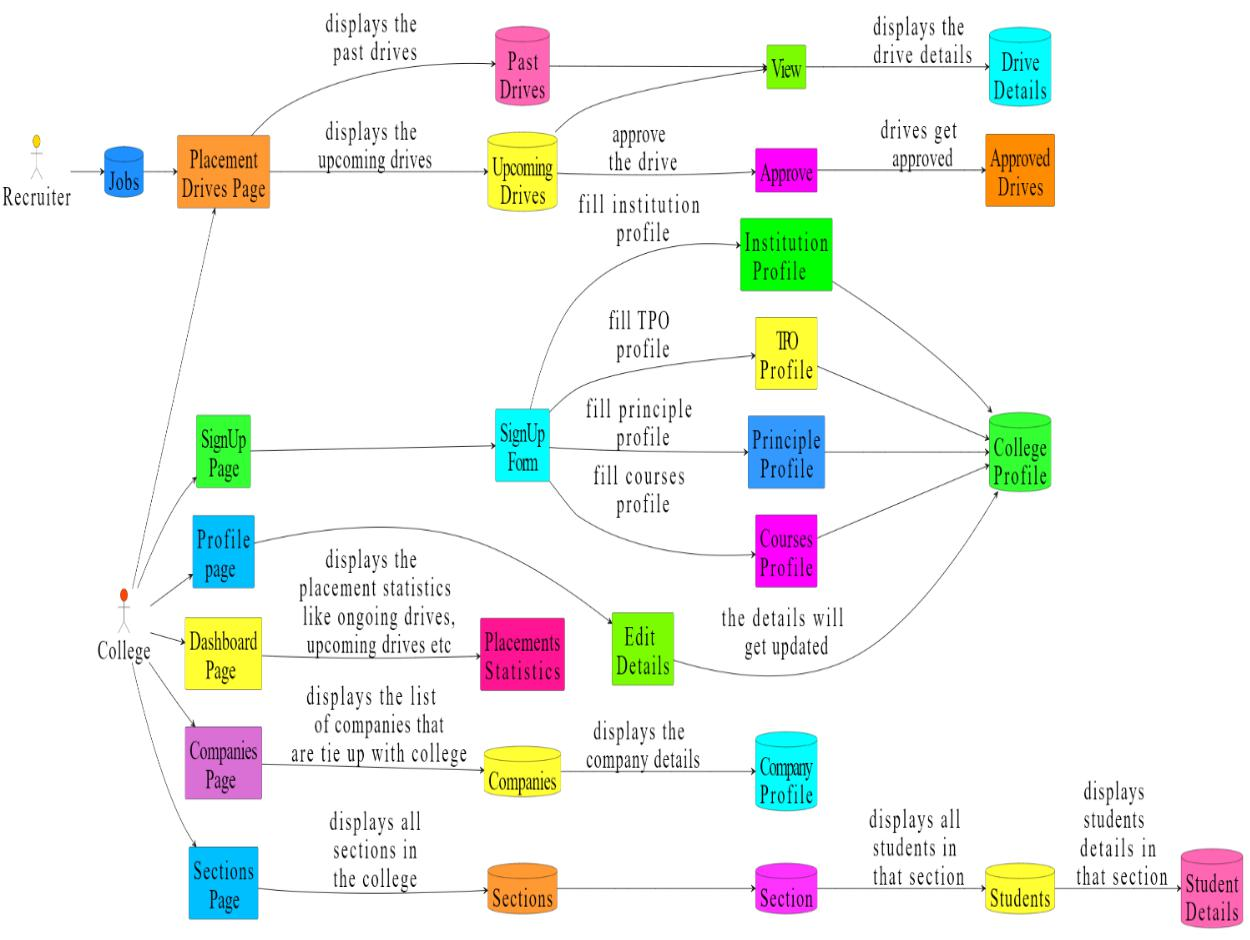 displays the
past drives
Past
Drives
View
displays the
drive details
Drive
Details
Recruiter
Jobs
Placement
Drives Page
displays the
upcoming drives
Upcoming
Drives
approve
the drive
Approve
drives get
approved
Approved
Drives
fill institution
profile
Institution
Profile
fill TPO
profile
TPO
Profile
SignUp
Page
SignUp
Form
fill principle
profile
Principle
Profile
College
Profile
fill courses
profile
Courses
Profile
Profile
page
College
Dashboard
Page
displays the
placement statistics
like ongoing drives,
upcoming drives etc
Placements
Statistics
Edit
Details
the details will
get updated
Companies
Page
displays the list
of companies that
are tie up with college
Companies
displays the
company details
Company
Profile
Sections
Page
displays all
sections in
the college
Sections
Section
displays all
students in
that section
Students
displays
students
details in
that section
Student
Details